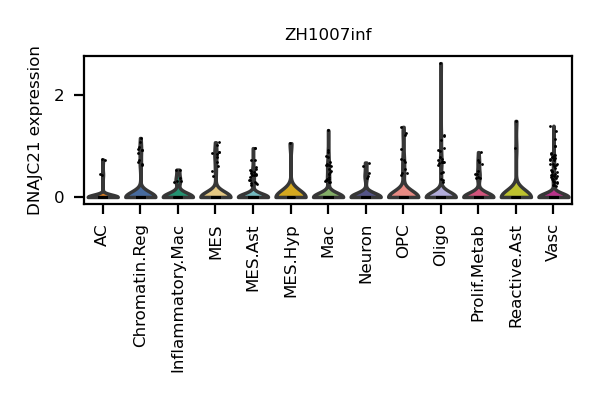 ZH1007inf
DNAJC21 expression
2
0
AC
Chromatin.Reg
Inflammatory.Mac
MES
MES.Ast
MES.Hyp
Mac
Neuron
OPC
Oligo
Prolif.Metab
Reactive.Ast
Vasc